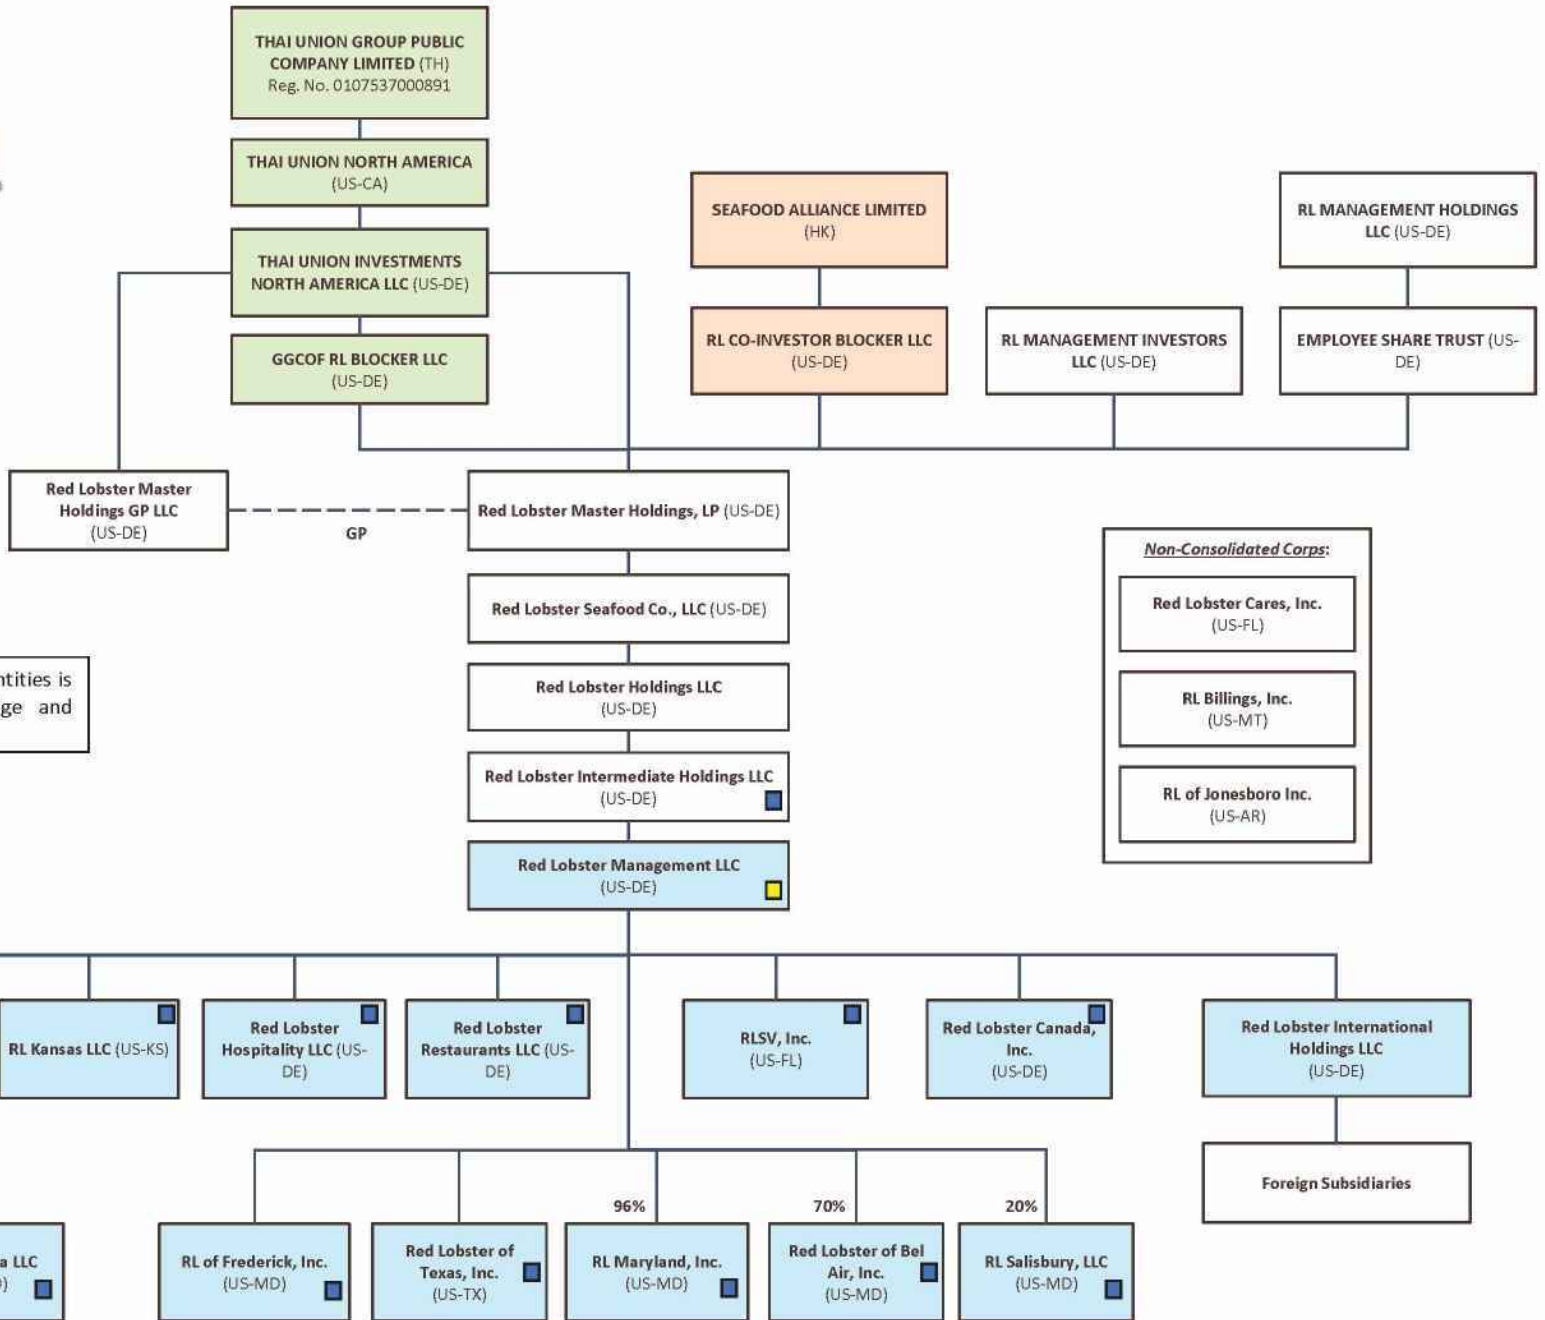 THAI UNION GROUP PUBLIC
COMPANY LIMITED (TH)
Reg. No. 0107537000891
THAI UNION NORTH AMERICA
(US-CA)
THAI UNION INVESTMENTS
NORTH AMERICA LLC (US-DE)
GGCOF RL BLOCKER LLC
(US-DE)
SEAFOOD ALLIANCE LIMITED
(HK)
RL CO-INVESTOR BLOCKER LLC
(US-DE)
RL MANAGEMENT INVESTORS
LLC (US-DE)
RL MANAGEMENT HOLDINGS
LLC (US-DE)
EMPLOYEE SHARE TRUST (US-
DE)
Red Lobster Master
Holdings GP LLC
(US-DE)
GP
Red Lobster Master Holdings, LP (US-DE)
Red Lobster Seafood Co., LLC (US-DE)
Red Lobster Holdings LLC
(US-DE)
Red Lobster Intermediate Holdings LLC
(US-DE)
Red Lobster Management LLC
(US-DE)
Non-Consolidated Corps:
Red Lobster Cares, Inc.
(US-FL)
RL Billings, Inc.
(US-MT)
RL of Jonesboro Inc.
(US-AR)
ntities is
ge and
RL Kansas LLC (US-KS)
Red Lobster
Hospitality LLC (US-
DE)
Red Lobster
Restaurants LLC (US-
DE)
RLSV, Inc.
(US-FL)
Red Lobster Canada,
Inc.
(US-DE)
Red Lobster International
Holdings LLC
(US-DE)
Foreign Subsidiaries
a LLC
RL of Frederick, Inc.
(US-MD)
Red Lobster of
Texas, Inc.
(US-TX)
96%
RL Maryland, Inc.
(US-MD)
70%
Red Lobster of Bel
Air, Inc.
(US-MD)
20%
RL Salisbury, LLC
(US-MD)